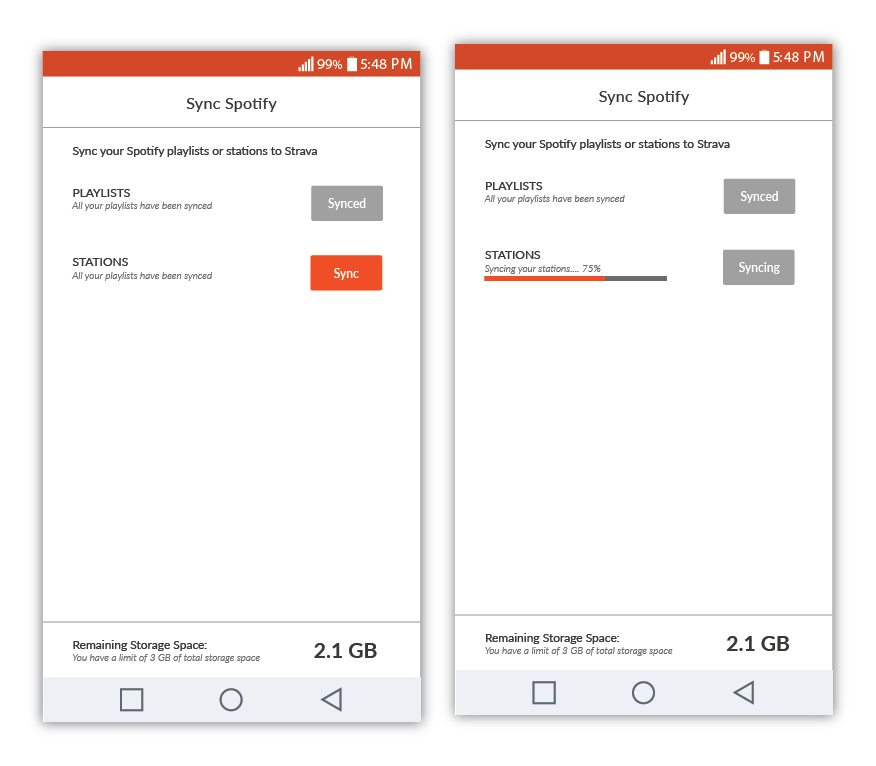 99% 5:48 PM
Sync Spotify
Sync your Spotify playlists or stations to Strava
PLAYLISTS
All your playlists have been synced
Synced
STATIONS
All your playlists have been synced
Sync
Remaining Storage Space:
You have a limit of 3 GB of total storage space
2.1 GB
99% 5:48 PM
Sync Spotify
Sync your Spotify playlists or stations to Strava
PLAYLISTS
All your playlists have been synced
Synced
STATIONS
Syncing your stations.... 75%
Syncing
Remaining Storage Space:
You have a limit of 3 GB of total storage space
2.1 GB